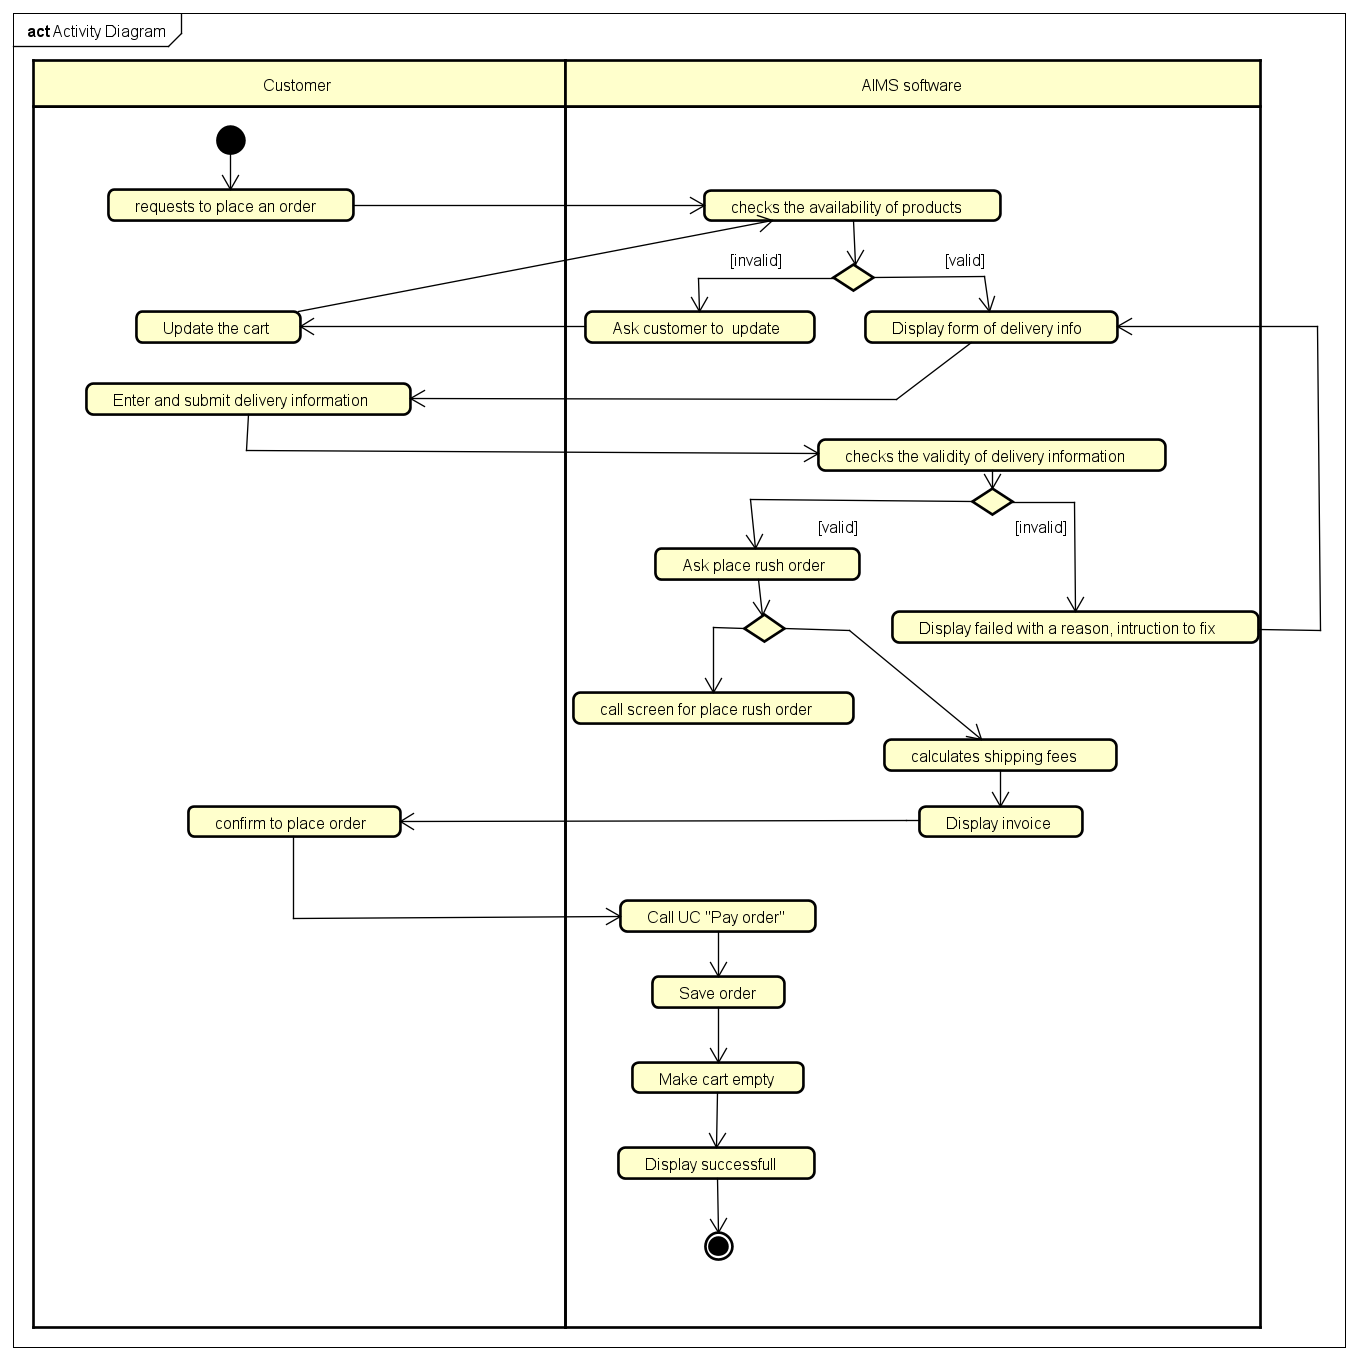 act Activity Diagram
Customer
AIMS software
requests to place an order
checks the availability of products
[invalid]
[valid]
Update the cart
Ask customer to  update
Display form of delivery info
Enter and submit delivery information
checks the validity of delivery information
[valid]
[invalid]
Ask place rush order
Display failed with a reason, intruction to fix
call screen for place rush order
calculates shipping fees
confirm to place order
Display invoice
Call UC "Pay order"
Save order
Make cart empty
Display successfull